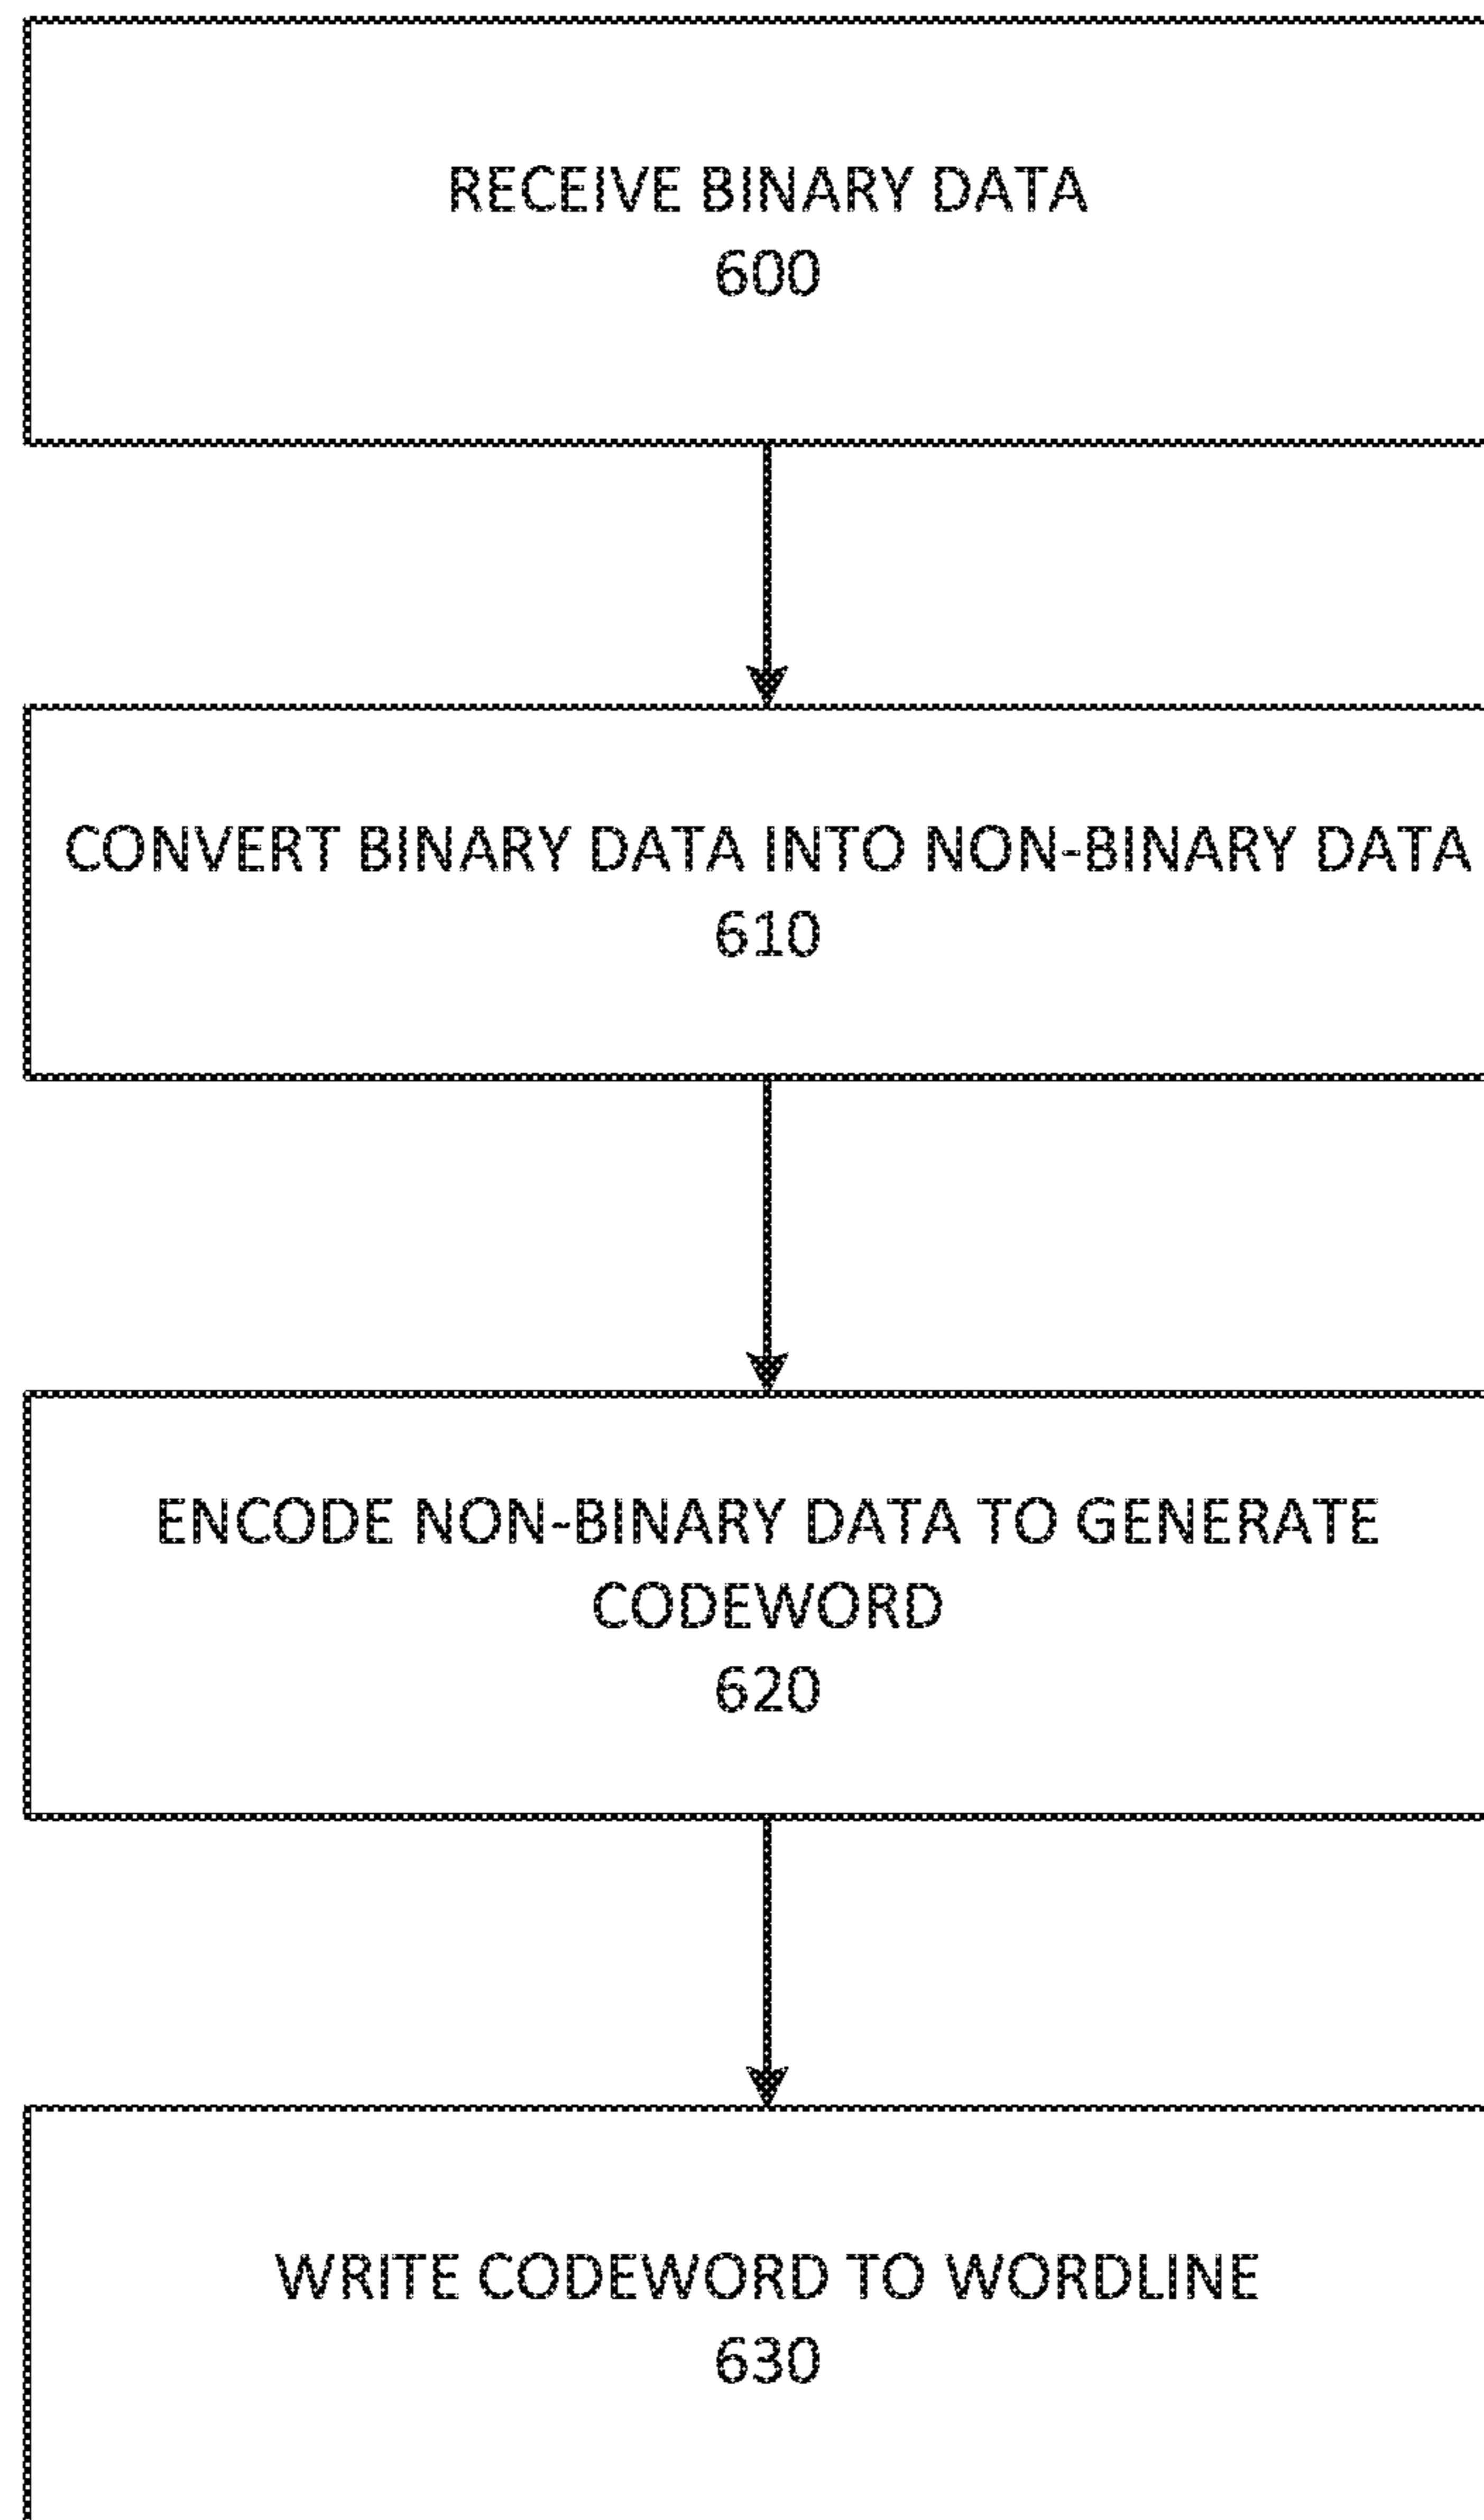 RECEIVE BINARY DATA
600
CONVERT BINARY DATA INTO NON-BINARY DATA
610
ENCODE NON-BINARY DATA TO GENERATE
CODEWORD
620
WRITE CODEWORD TO WORDLINE
630